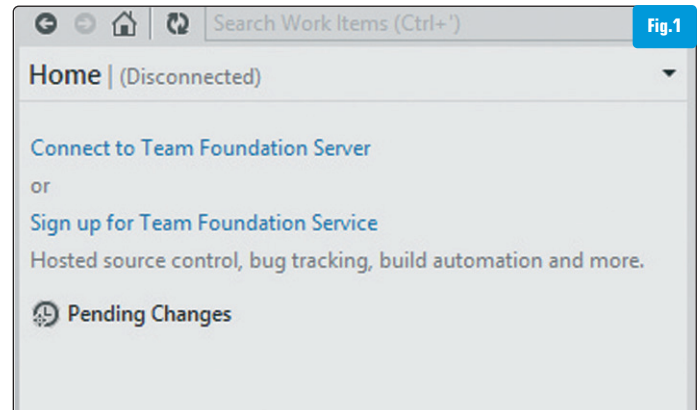 Search Work Items (Ctrl+')
Fig.1
Home | (Disconnected)
Connect to Team Foundation Server
or
Sign up for Team Foundation Service
Hosted source control, bug tracking, build automation and more.
Pending Changes